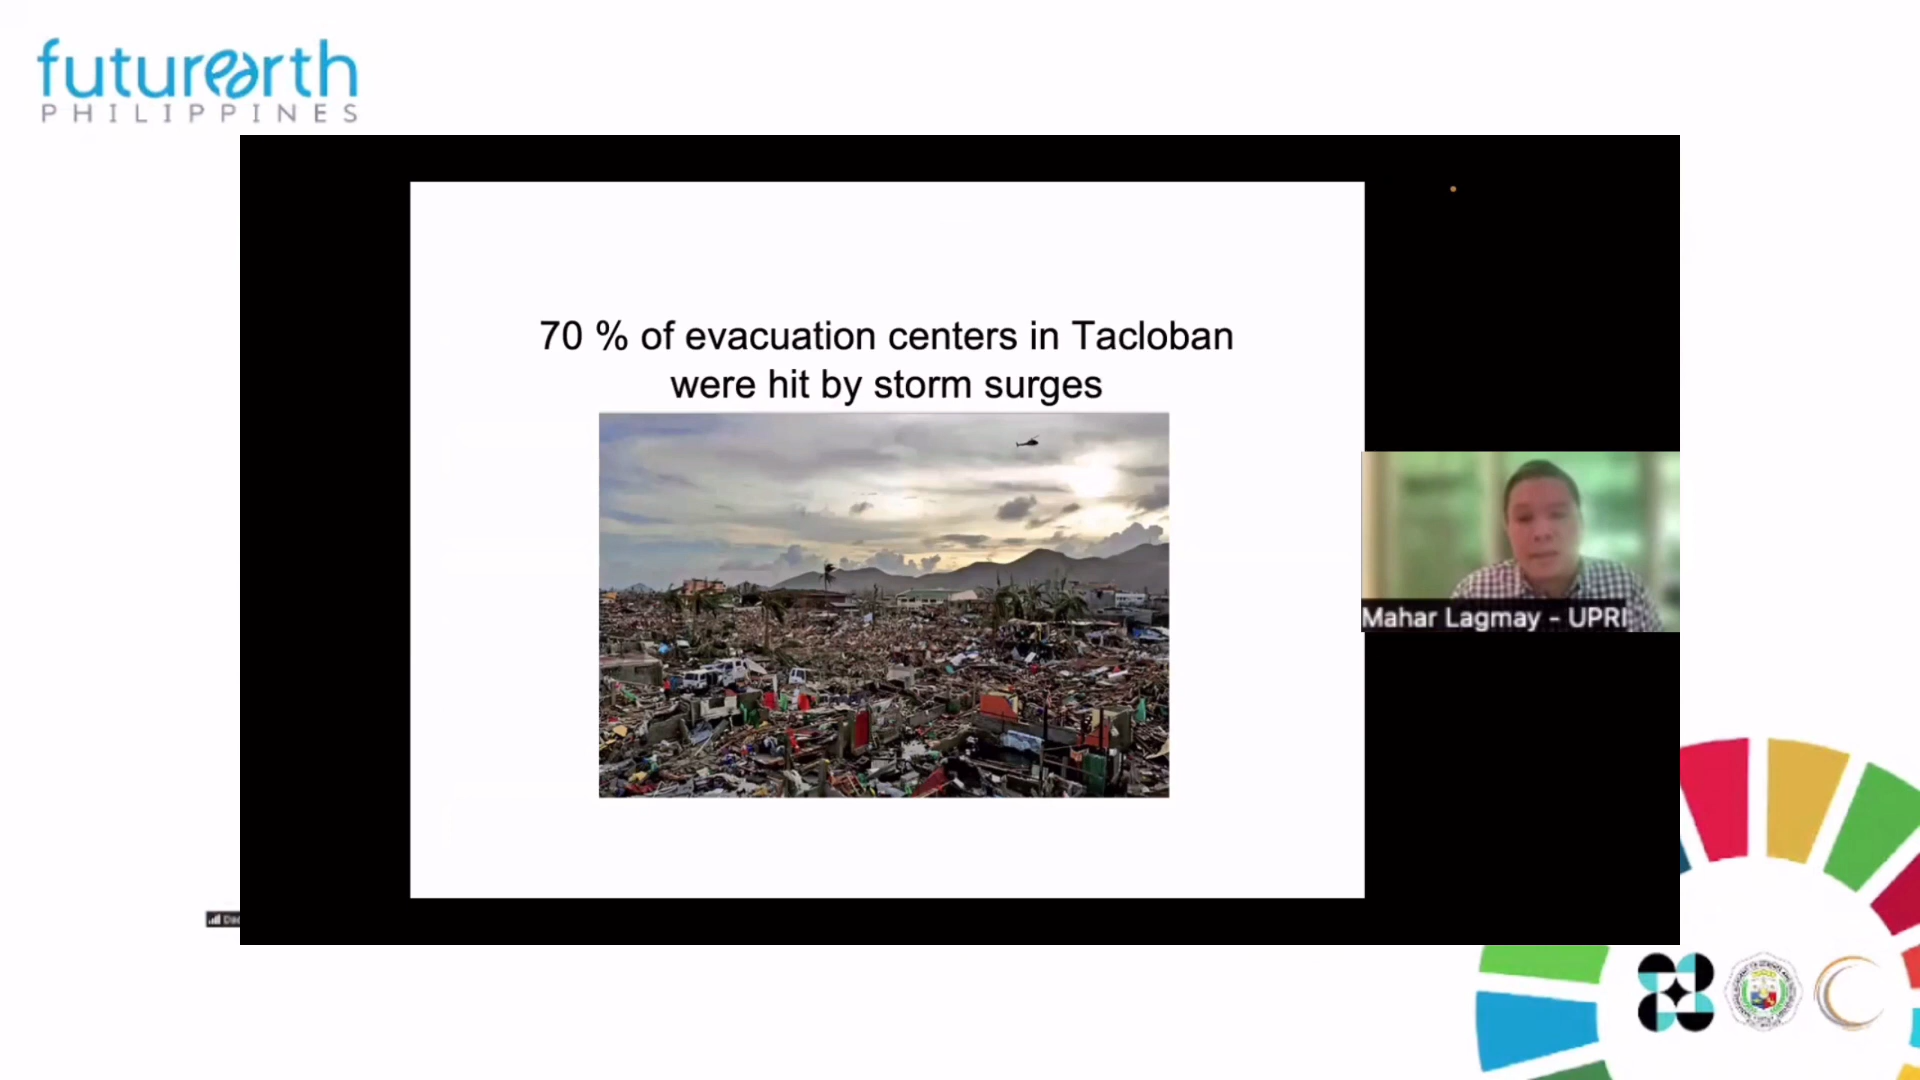 futurearth
PHILIPPINES
70 % of evacuation centers in Tacloban
were hit by storm surges
Mahar Lagmay - UPRI